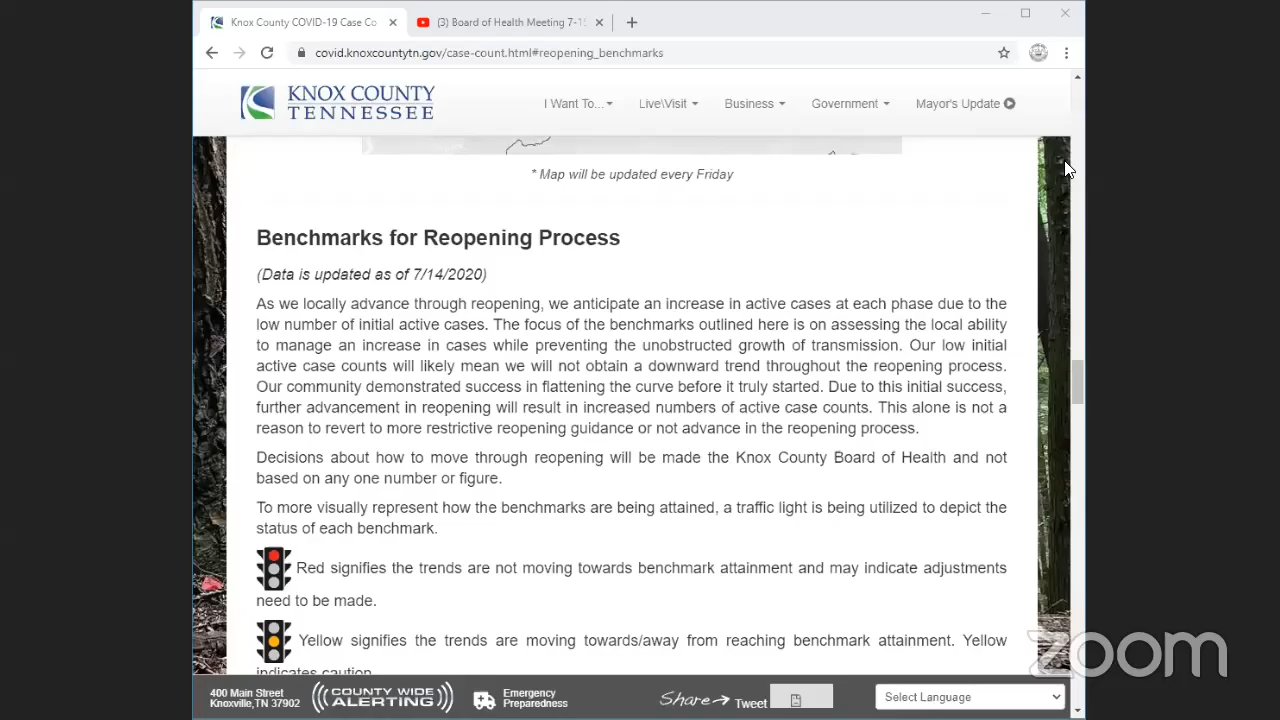 Knox County COVID-19 Case Co
(3) Board of Health Meeting 7-1
covid.knoxcountytn.gov/case-count.html#reopening_benchmarks
KNOX COUNTY
TENNESSEE
I Want To...
Live\Visit
Business
Government
Mayor's Update
* Map will be updated every Friday
Benchmarks for Reopening Process
(Data is updated as of 7/14/2020)
As we locally advance through reopening, we anticipate an increase in active cases at each phase due to the
low number of initial active cases. The focus of the benchmarks outlined here is on assessing the local ability
to manage an increase in cases while preventing the unobstructed growth of transmission. Our low initial
active case counts will likely mean we will not obtain a downward trend throughout the reopening process.
Our community demonstrated success in flattening the curve before it truly started. Due to this initial success,
further advancement in reopening will result in increased numbers of active case counts. This alone is not a
reason to revert to more restrictive reopening guidance or not advance in the reopening process.
Decisions about how to move through reopening will be made the Knox County Board of Health and not
based on any one number or figure.
To more visually represent how the benchmarks are being attained, a traffic light is being utilized to depict the
status of each benchmark.
Red signifies the trends are not moving towards benchmark attainment and may indicate adjustments
need to be made.
Yellow signifies the trends are moving towards/away from reaching benchmark attainment. Yellow
indicates caution.
400 Main Street
Knoxville,TN 37902
COUNTY WIDE
ALERTING
Emergency
Preparedness
Share
Tweet
Select Language
zoom